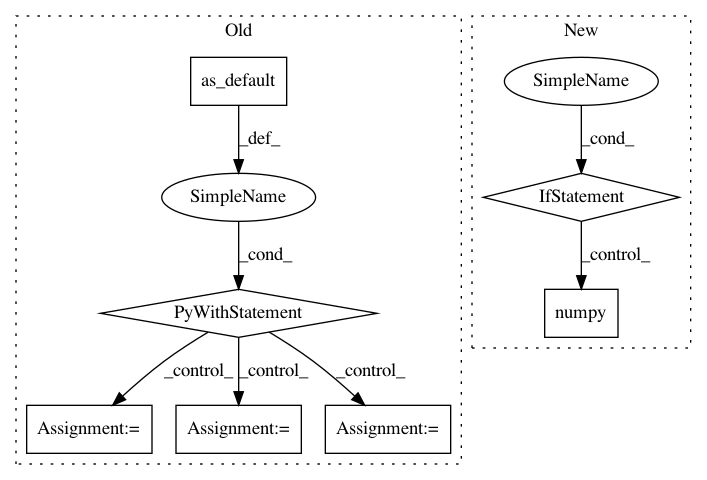 Old
New
as_default
SimpleName
_def_
_cond_
SimpleName
IfStatement
_cond_
_control_
PyWithStatement
numpy
_control_
_control_
_control_
Assignment:=
Assignment:=
Assignment:=